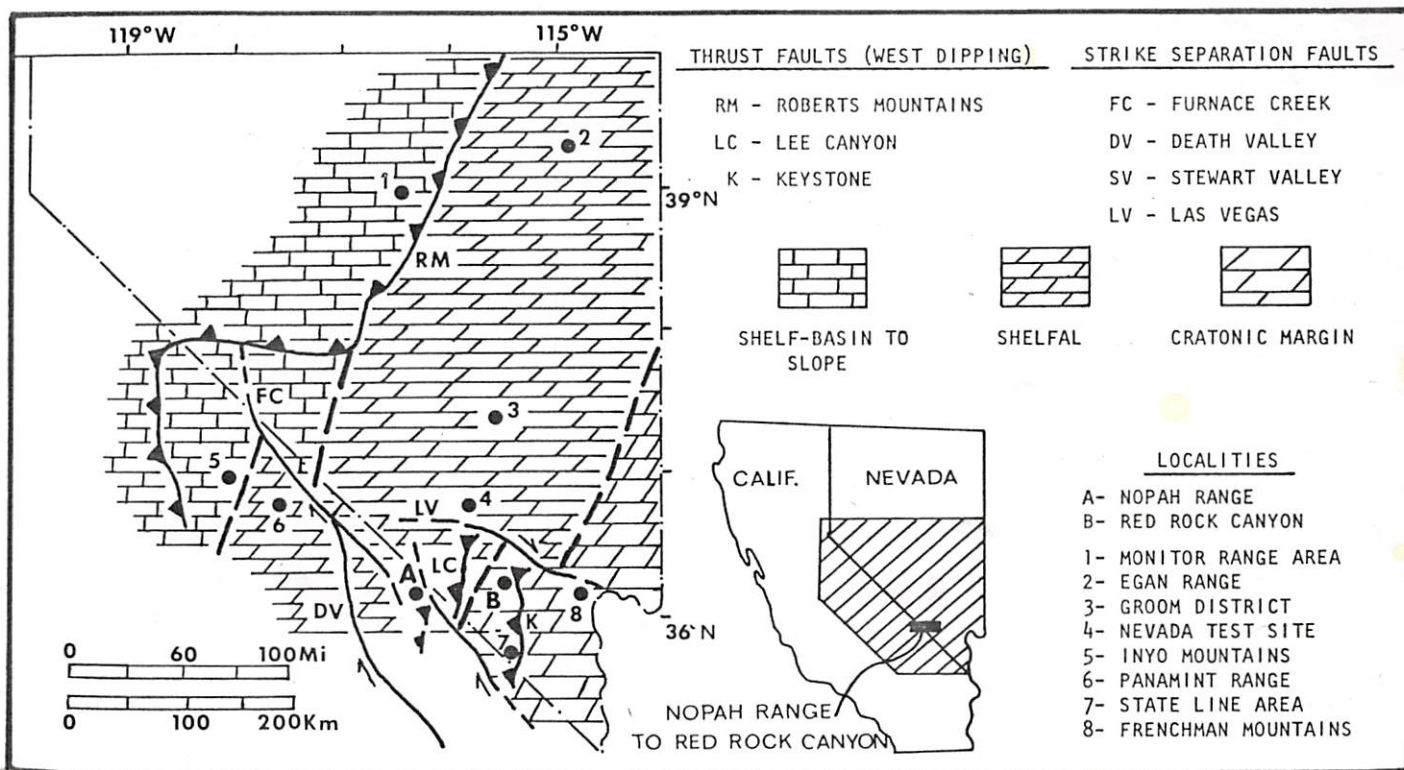 119°W
115°W
39°N
36°N
1
2
3
4
5
6
7
8
RM
FC
LV
LC
DV
A
B
K
0 60 100Mi
0 100 200Km
THRUST FAULTS (WEST DIPPING)
RM - ROBERTS MOUNTAINS
LC - LEE CANYON
K - KEYSTONE
STRIKE SEPARATION FAULTS
FC - FURNACE CREEK
DV - DEATH VALLEY
SV - STEWART VALLEY
LV - LAS VEGAS
SHELF-BASIN TO
SLOPE
SHELFAL
CRATONIC MARGIN
CALIF.
NEVADA
NOPAH RANGE
TO RED ROCK CANYON
LOCALITIES
A- NOPAH RANGE
B- RED ROCK CANYON
1- MONITOR RANGE AREA
2- EGAN RANGE
3- GROOM DISTRICT
4- NEVADA TEST SITE
5- INYO MOUNTAINS
6- PANAMINT RANGE
7- STATE LINE AREA
8- FRENCHMAN MOUNTAINS